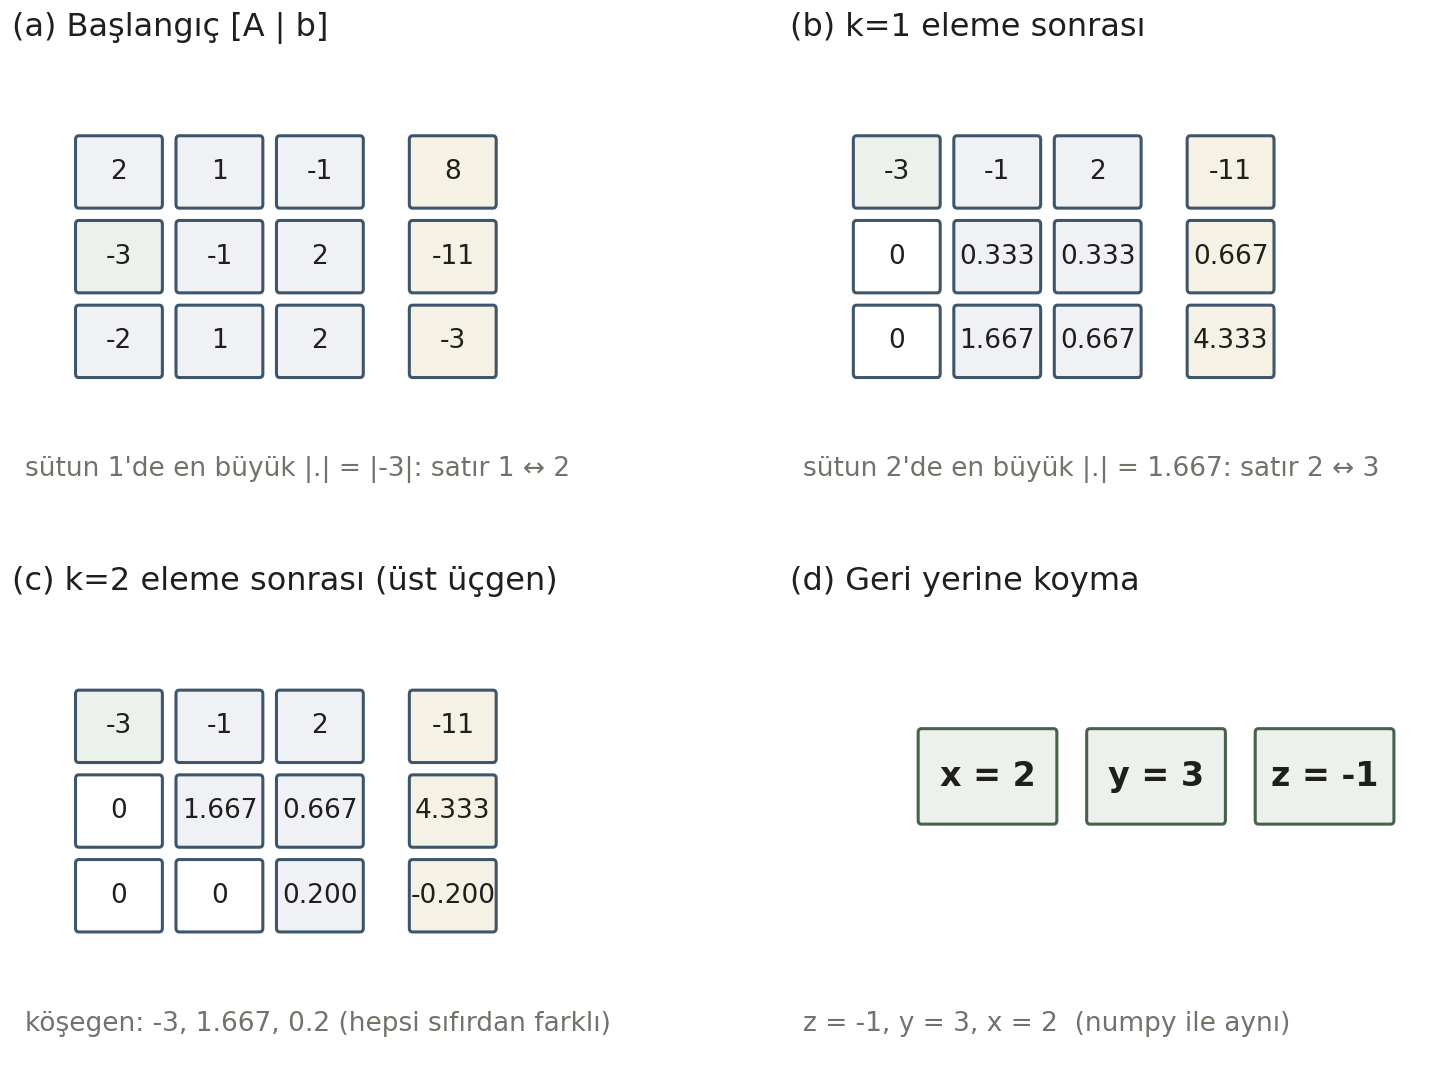 (a) Başlangıç [A | b]
2 1 -1 8
-3 -1 2 -11
-2 1 2 -3
sütun 1'de en büyük |.| = |-3|: satır 1 ↔ 2
(b) k=1 eleme sonrası
-3 -1 2 -11
0 0.333 0.333 0.667
0 1.667 0.667 4.333
sütun 2'de en büyük |.| = 1.667: satır 2 ↔ 3
(c) k=2 eleme sonrası (üst üçgen)
-3 -1 2 -11
0 1.667 0.667 4.333
0 0 0.200 -0.200
köşegen: -3, 1.667, 0.2 (hepsi sıfırdan farklı)
(d) Geri yerine koyma
x = 2 y = 3 z = -1
z = -1, y = 3, x = 2 (numpy ile aynı)